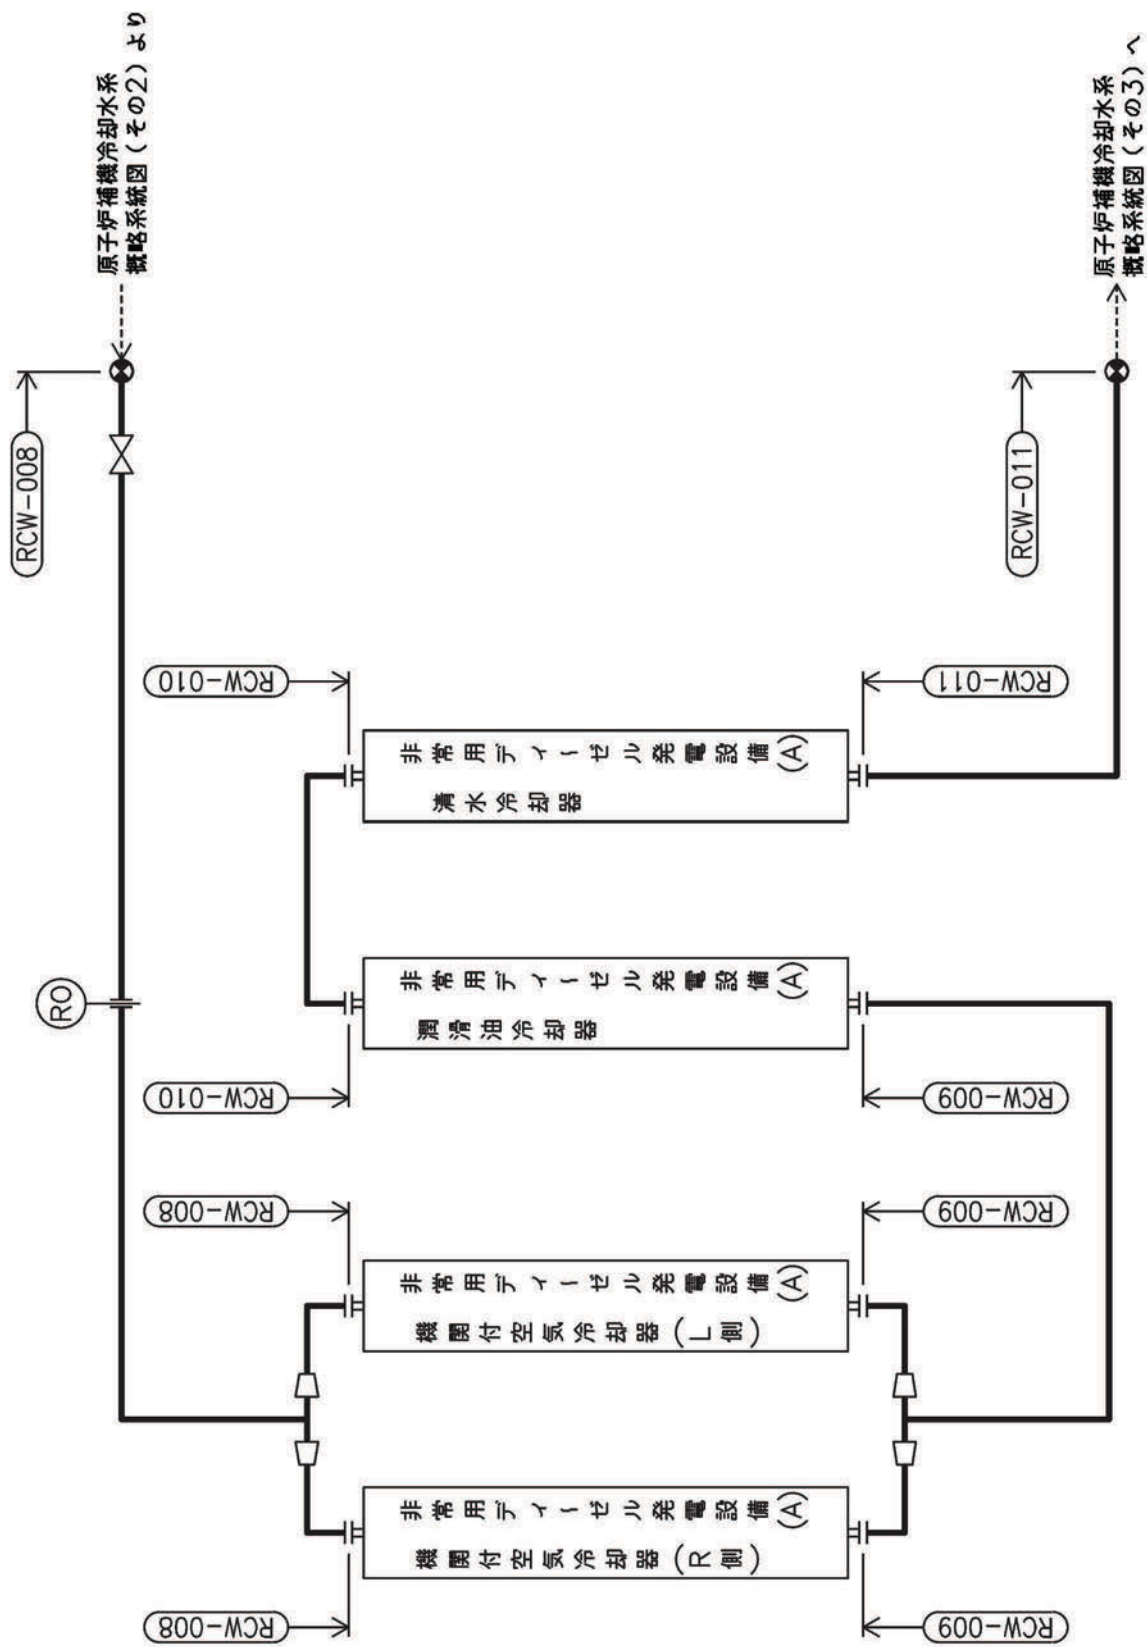 原子炉補機冷却水系
概略系統図(その2)より
RCW-008
RO
RCW-010
RCW-010
RCW-008
RCW-008
非常用ディーゼル発電設備(A)
清水冷却器
非常用ディーゼル発電設備(A)
潤滑油冷却器
非常用ディーゼル発電設備(A)
機関付空気冷却器(L側)
非常用ディーゼル発電設備(A)
機関付空気冷却器(R側)
RCW-011
RCW-009
RCW-009
RCW-009
RCW-011
原子炉補機冷却水系
概略系統図(その3)へ